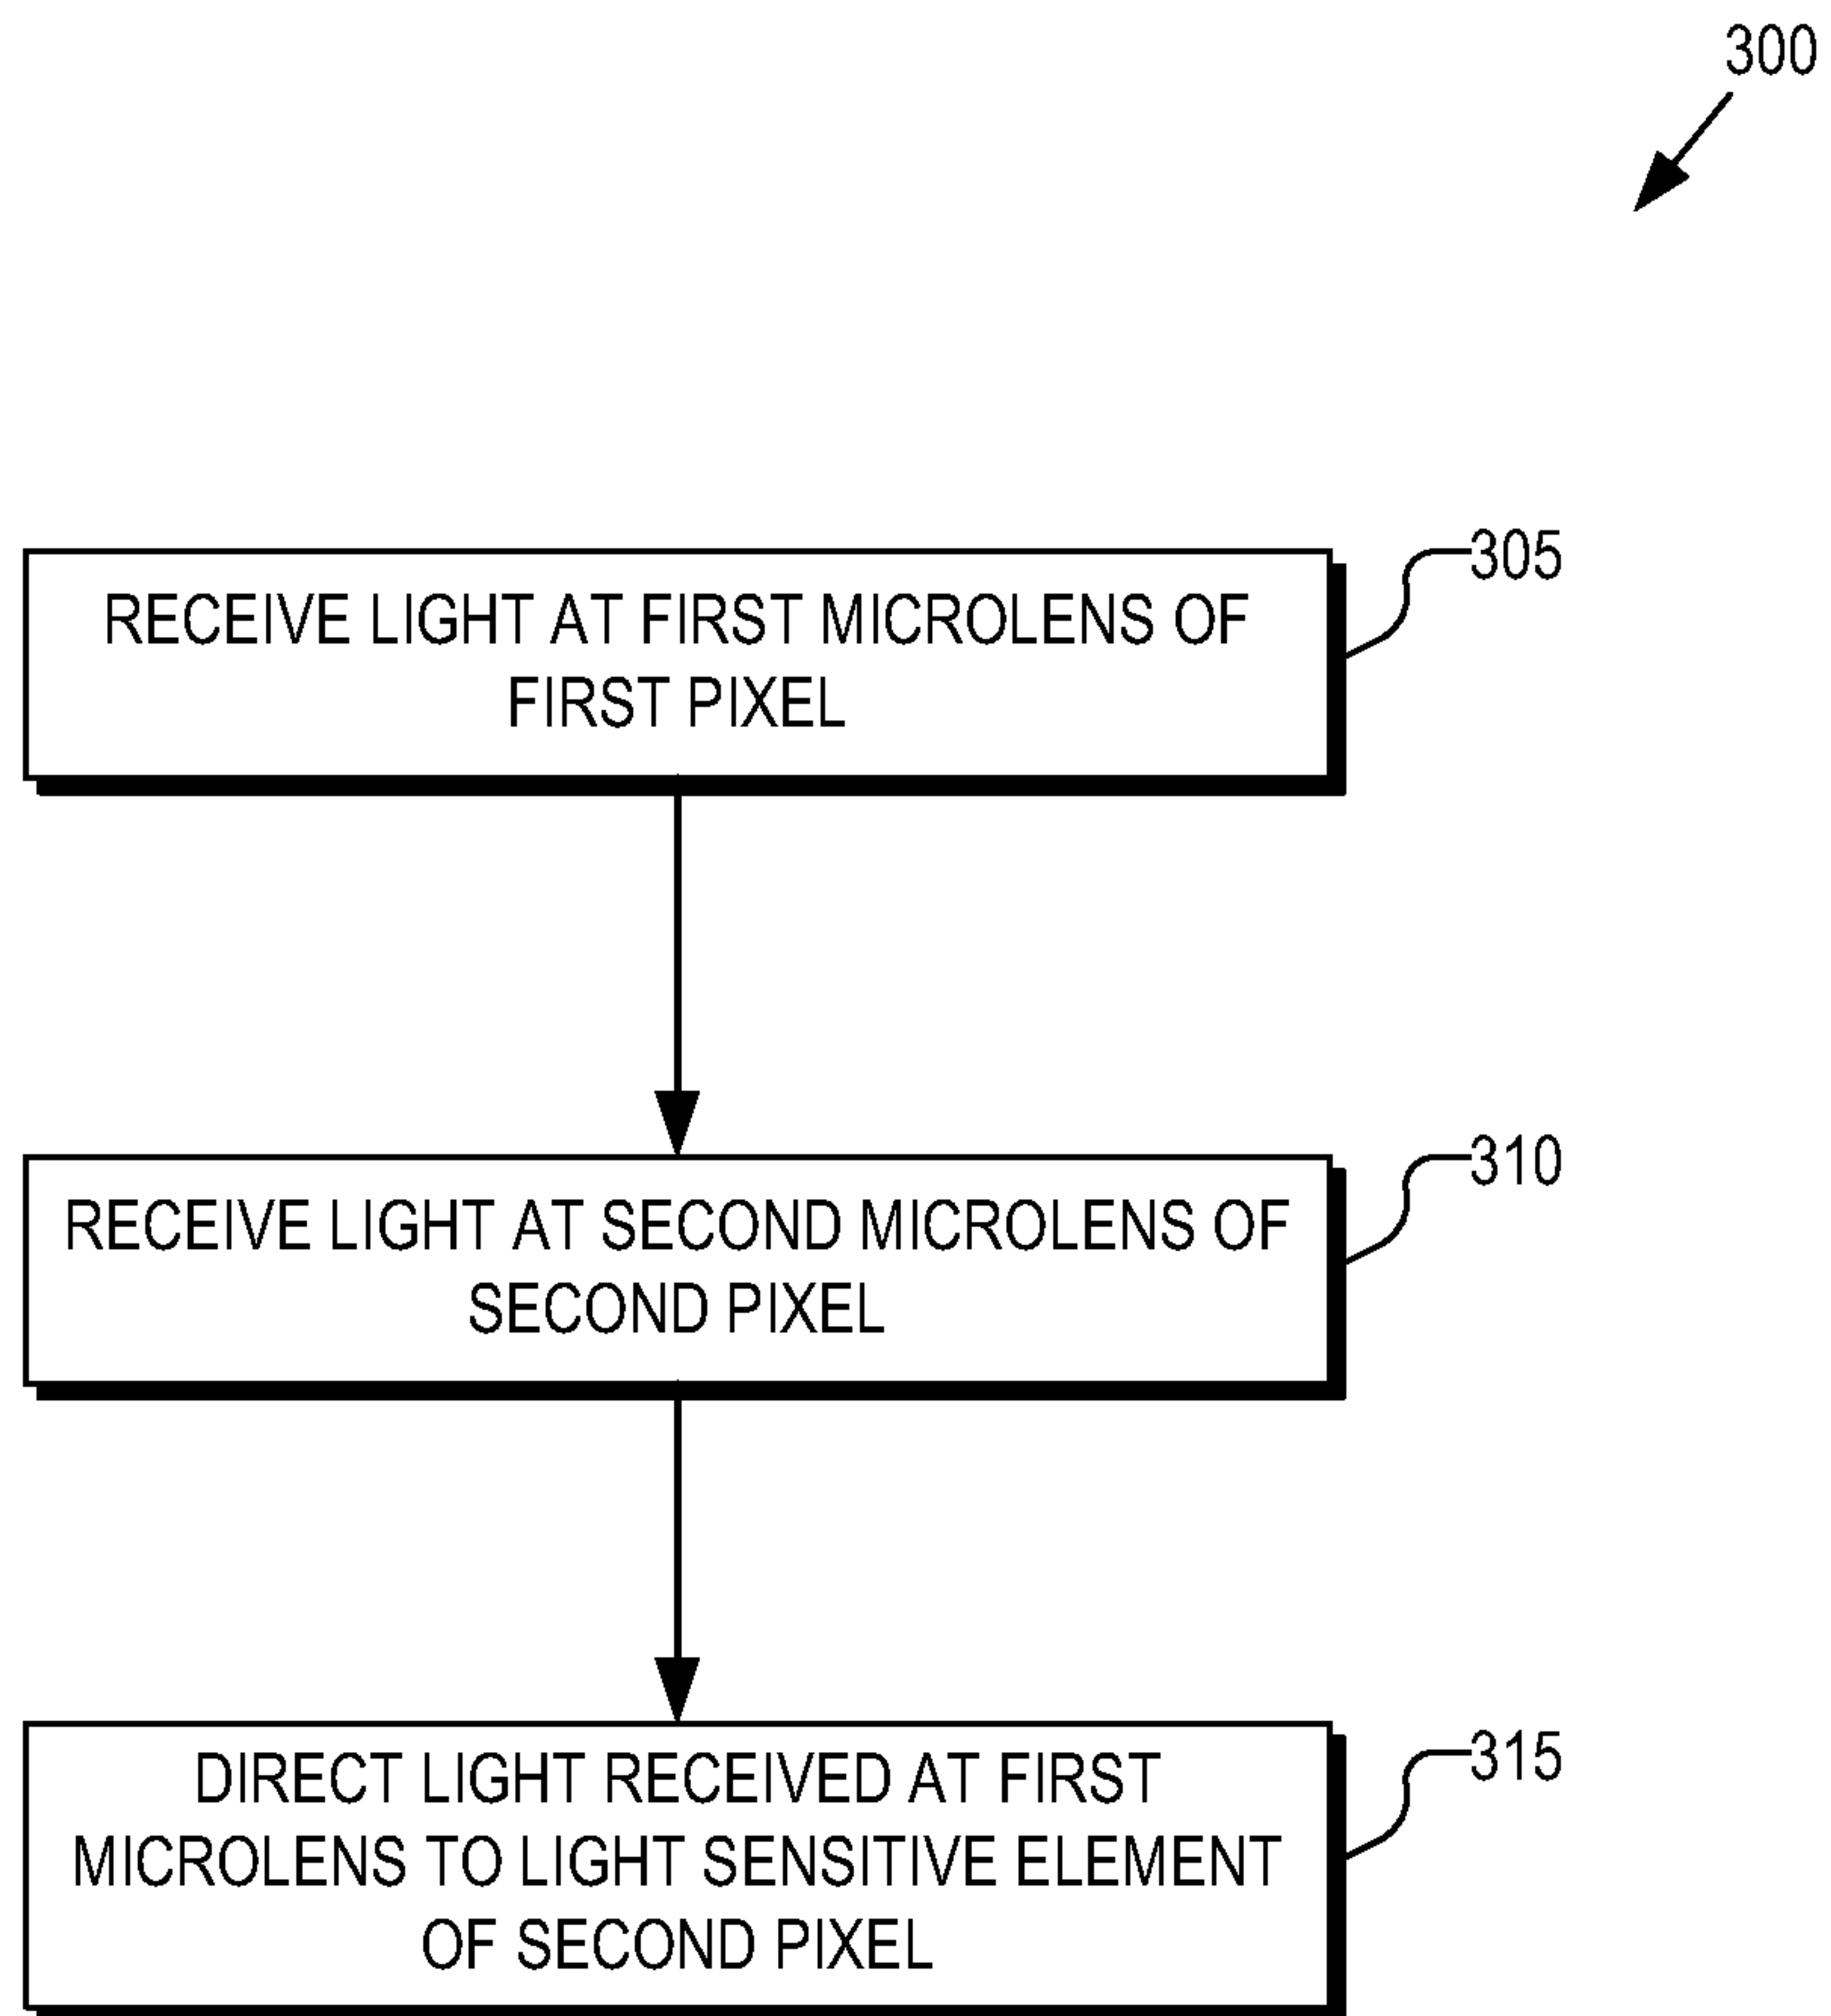 300
305
RECEIVE LIGHT AT FIRST MICROLENS OF
FIRST PIXEL
310
RECEIVE LIGHT AT SECOND MICROLENS OF
SECOND PIXEL
315
DIRECT LIGHT RECEIVED AT FIRST
MICROLENS TO LIGHT SENSITIVE ELEMENT
OF SECOND PIXEL